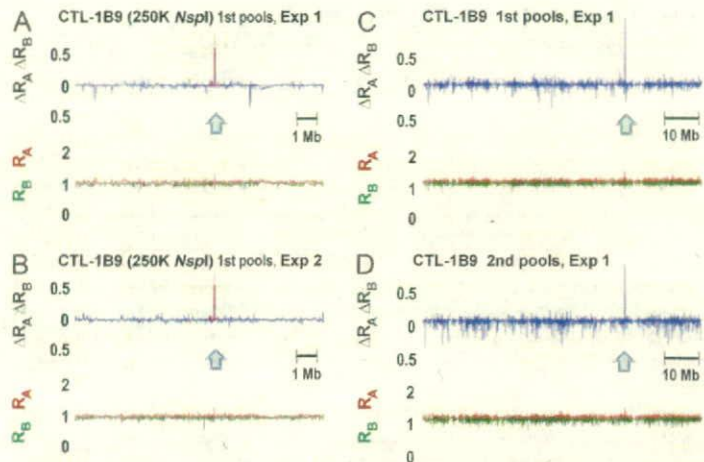 A CTL-1B9 (250K NspI) 1st pools, Exp 1
ΔRA ΔRB
0.5
0
0.5
1 Mb
RB RA
2
1
0
B CTL-1B9 (250K NspI) 1st pools, Exp 2
ΔRA ΔRB
0.5
0
0.5
1 Mb
RB RA
2
1
0
C CTL-1B9 1st pools, Exp 1
ΔRA ΔRB
0.5
0
0.5
10 Mb
RB RA
2
1
0
D CTL-1B9 2nd pools, Exp 1
ΔRA ΔRB
0.5
0
0.5
10 Mb
RB RA
2
1
0